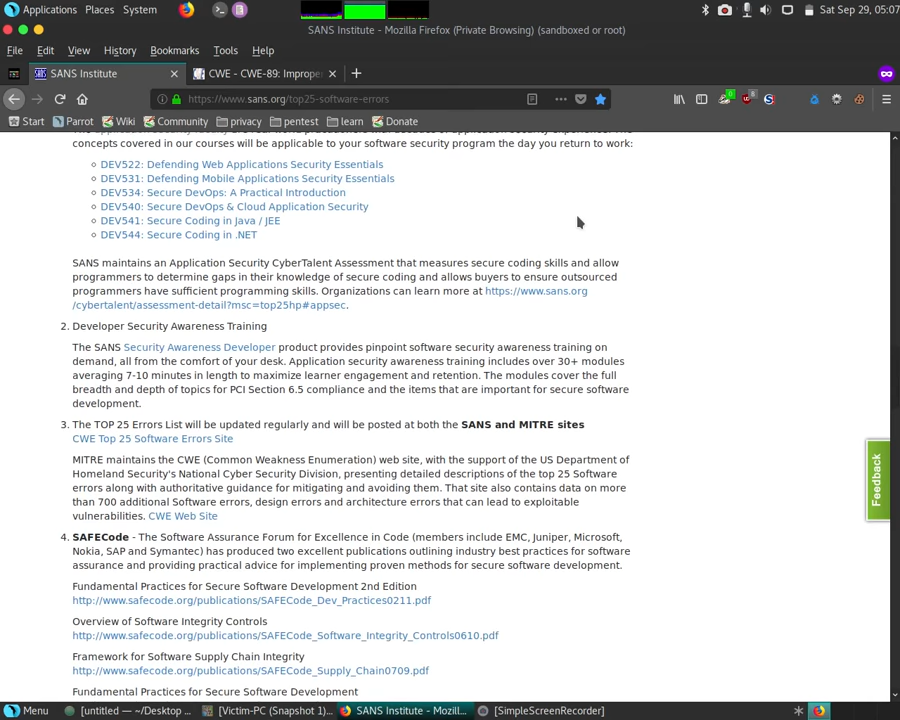 Applications Places System Sat Sep 29, 05:07
SANS Institute - Mozilla Firefox (Private Browsing) (sandboxed or root)
File Edit View History Bookmarks Tools Help
SANS Institute CWE - CWE-89: Imprope
https://www.sans.org/top25-software-errors
Start Parrot Wiki Community privacy pentest learn Donate
concepts covered in our courses will be applicable to your software security program the day you return to work:
DEV522: Defending Web Applications Security Essentials
DEV531: Defending Mobile Applications Security Essentials
DEV534: Secure DevOps: A Practical Introduction
DEV540: Secure DevOps & Cloud Application Security
DEV541: Secure Coding in Java / JEE
DEV544: Secure Coding in .NET
SANS maintains an Application Security CyberTalent Assessment that measures secure coding skills and allow
programmers to determine gaps in their knowledge of secure coding and allows buyers to ensure outsourced
programmers have sufficient programming skills. Organizations can learn more at https://www.sans.org
/cybertalent/assessment-detail?msc=top25hp#appsec.
2. Developer Security Awareness Training
The SANS Security Awareness Developer product provides pinpoint software security awareness training on
demand, all from the comfort of your desk. Application security awareness training includes over 30+ modules
averaging 7-10 minutes in length to maximize learner engagement and retention. The modules cover the full
breadth and depth of topics for PCI Section 6.5 compliance and the items that are important for secure software
development.
3. The TOP 25 Errors List will be updated regularly and will be posted at both the SANS and MITRE sites
CWE Top 25 Software Errors Site
MITRE maintains the CWE (Common Weakness Enumeration) web site, with the support of the US Department of
Homeland Security's National Cyber Security Division, presenting detailed descriptions of the top 25 Software
errors along with authoritative guidance for mitigating and avoiding them. That site also contains data on more
than 700 additional Software errors, design errors and architecture errors that can lead to exploitable
vulnerabilities. CWE Web Site
4. SAFECode - The Software Assurance Forum for Excellence in Code (members include EMC, Juniper, Microsoft,
Nokia, SAP and Symantec) has produced two excellent publications outlining industry best practices for software
assurance and providing practical advice for implementing proven methods for secure software development.
Fundamental Practices for Secure Software Development 2nd Edition
http://www.safecode.org/publications/SAFECode_Dev_Practices0211.pdf
Overview of Software Integrity Controls
http://www.safecode.org/publications/SAFECode_Software_Integrity_Controls0610.pdf
Framework for Software Supply Chain Integrity
http://www.safecode.org/publications/SAFECode_Supply_Chain0709.pdf
Fundamental Practices for Secure Software Development
Feedback
Menu [untitled — ~/Desktop ... [Victim-PC (Snapshot 1)... SANS Institute - Mozill... [SimpleScreenRecorder]